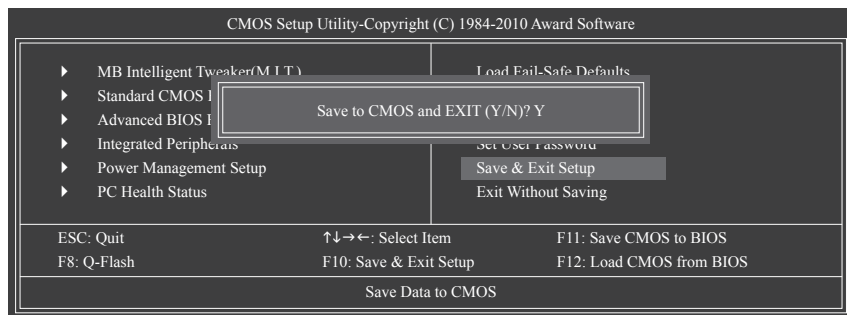 CMOS Setup Utility-Copyright (C) 1984-2010 Award Software
MB Intelligent Tweaker(M.I.T.)
Standard CMOS
Advanced BIOS
Integrated Peripherals
Power Management Setup
PC Health Status
Load Fail-Safe Defaults
Set User Password
Save & Exit Setup
Exit Without Saving
Save to CMOS and EXIT (Y/N)? Y
ESC: Quit ↑↓→←: Select Item F11: Save CMOS to BIOS
F8: Q-Flash F10: Save & Exit Setup F12: Load CMOS from BIOS
Save Data to CMOS